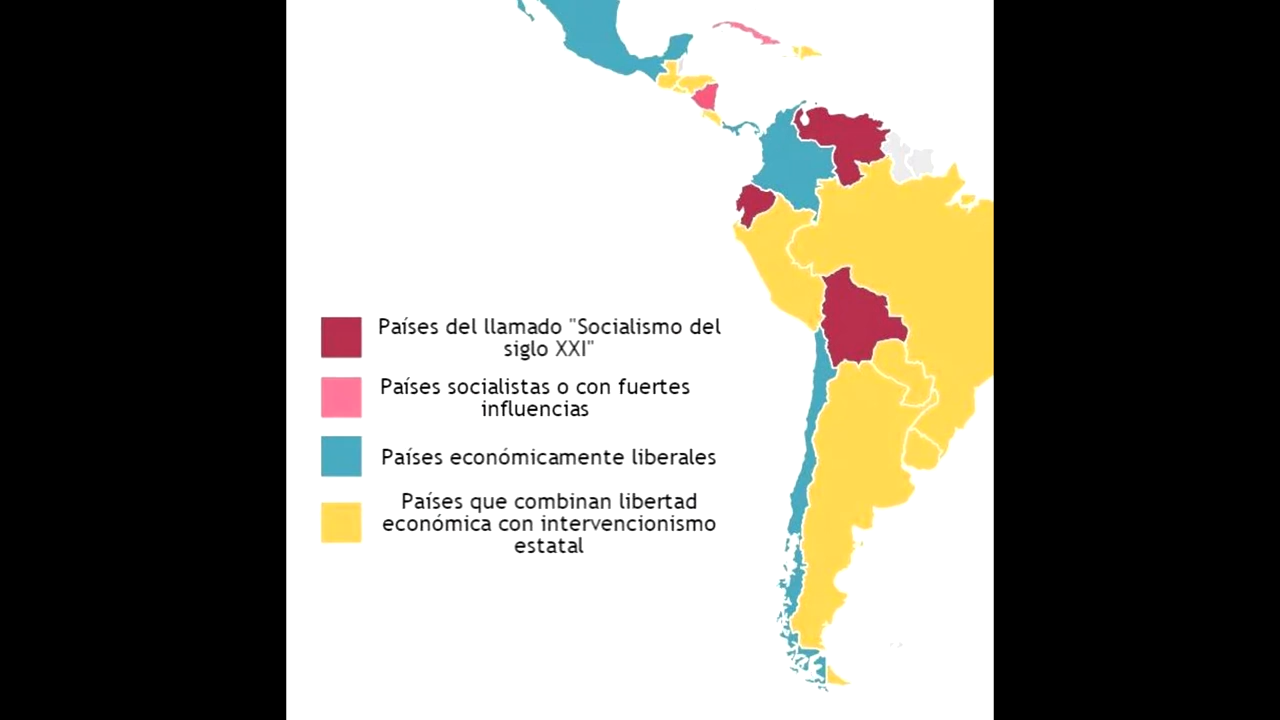 Países del llamado "Socialismo del
siglo XXI"
Países socialistas o con fuertes
influencias
Países económicamente liberales
Países que combinan libertad
económica con intervencionismo
estatal